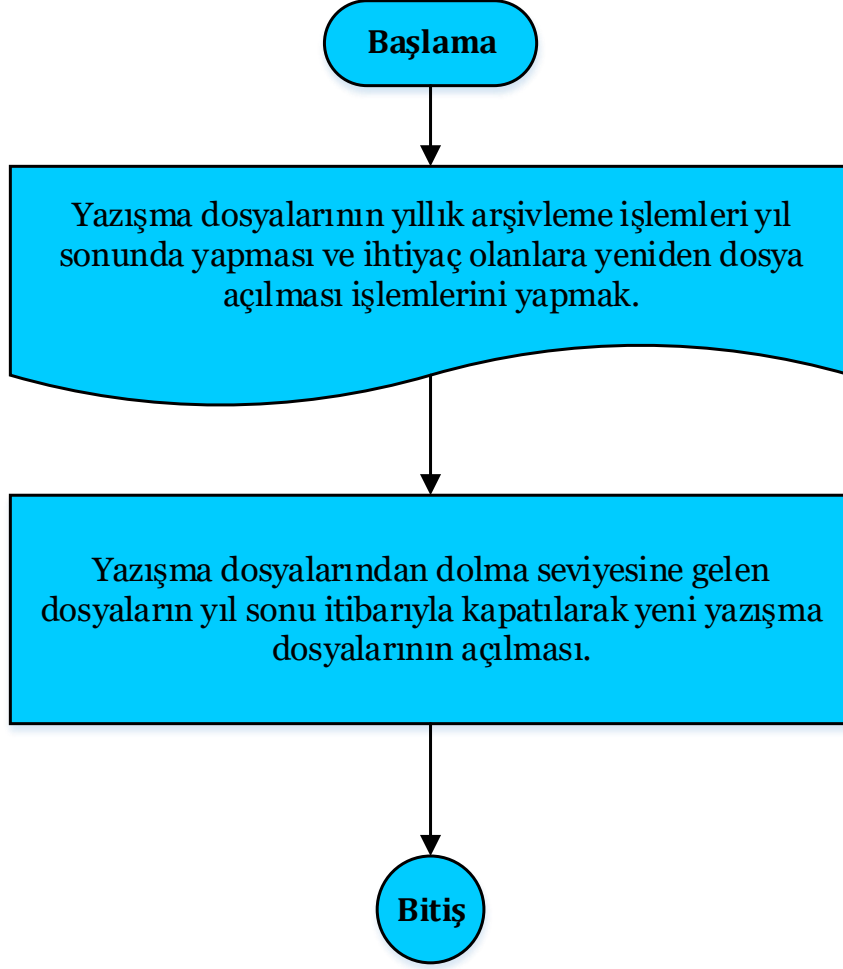 Başlama
Yazışma dosyalarının yıllık arşivleme işlemleri yıl
sonunda yapması ve ihtiyaç olanlara yeniden dosya
açılması işlemlerini yapmak.
Yazışma dosyalarından dolma seviyesine gelen
dosyaların yıl sonu itibarıyla kapatılarak yeni yazışma
dosyalarının açılması.
Bitiş